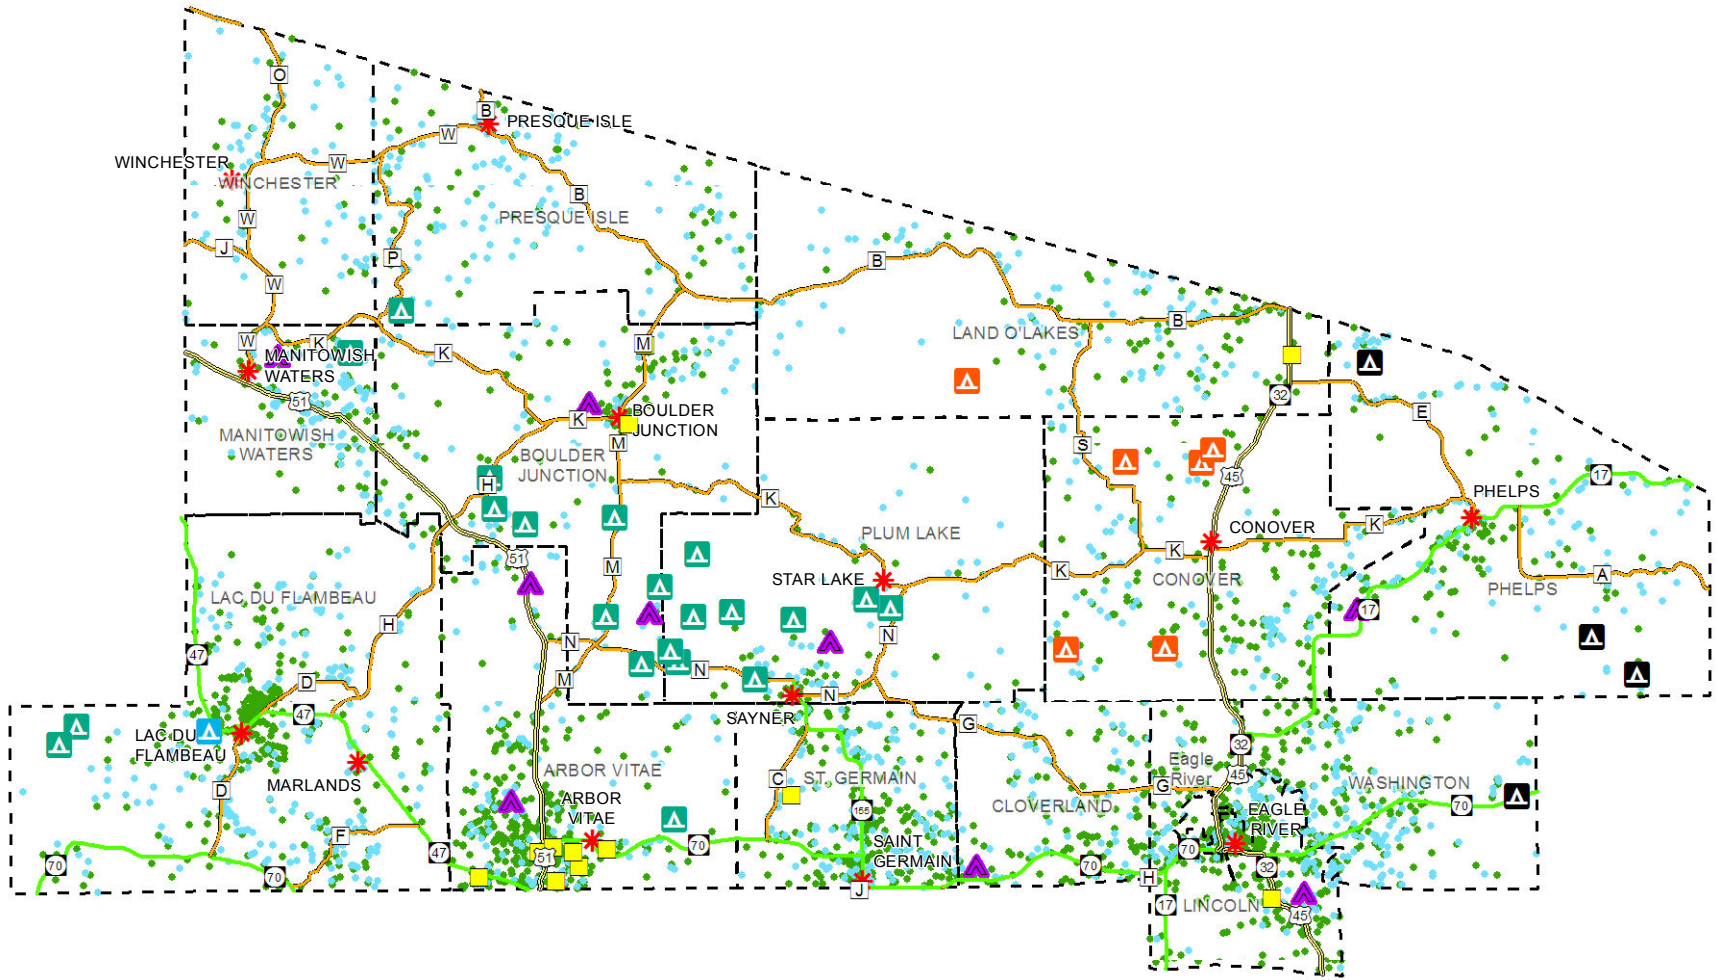 O
B
PRESQUE ISLE
W
WINCHESTER
W
WINCHESTER
B
W
PRESQUE ISLE
J
P
B
W
B
LAND O'LAKES
W
K
M
K
MANITOWISH
WATERS
E
32
51
K
BOULDER
JUNCTION
MANITOWISH
WATERS
M
S
BOULDER
JUNCTION
17
45
H
K
PHELPS
K
CONOVER
PLUM LAKE
51
K
M
K
CONOVER
STAR LAKE
A
PHELPS
LAC DU FLAMBEAU
17
H
N
N
47
N
M
D
N
47
SAYNER
G
LAC DU
FLAMBEAU
32
Eagle
River
45
ARBOR VITAE
C
ST. GERMAIN
MARLANDS
D
G
WASHINGTON
ARBOR
VITAE
CLOVERLAND
70
155
EAGLE
RIVER
F
70
SAINT
GERMAIN
47
70
51
70
70
32
70
H
J
17
LINCOLN
45